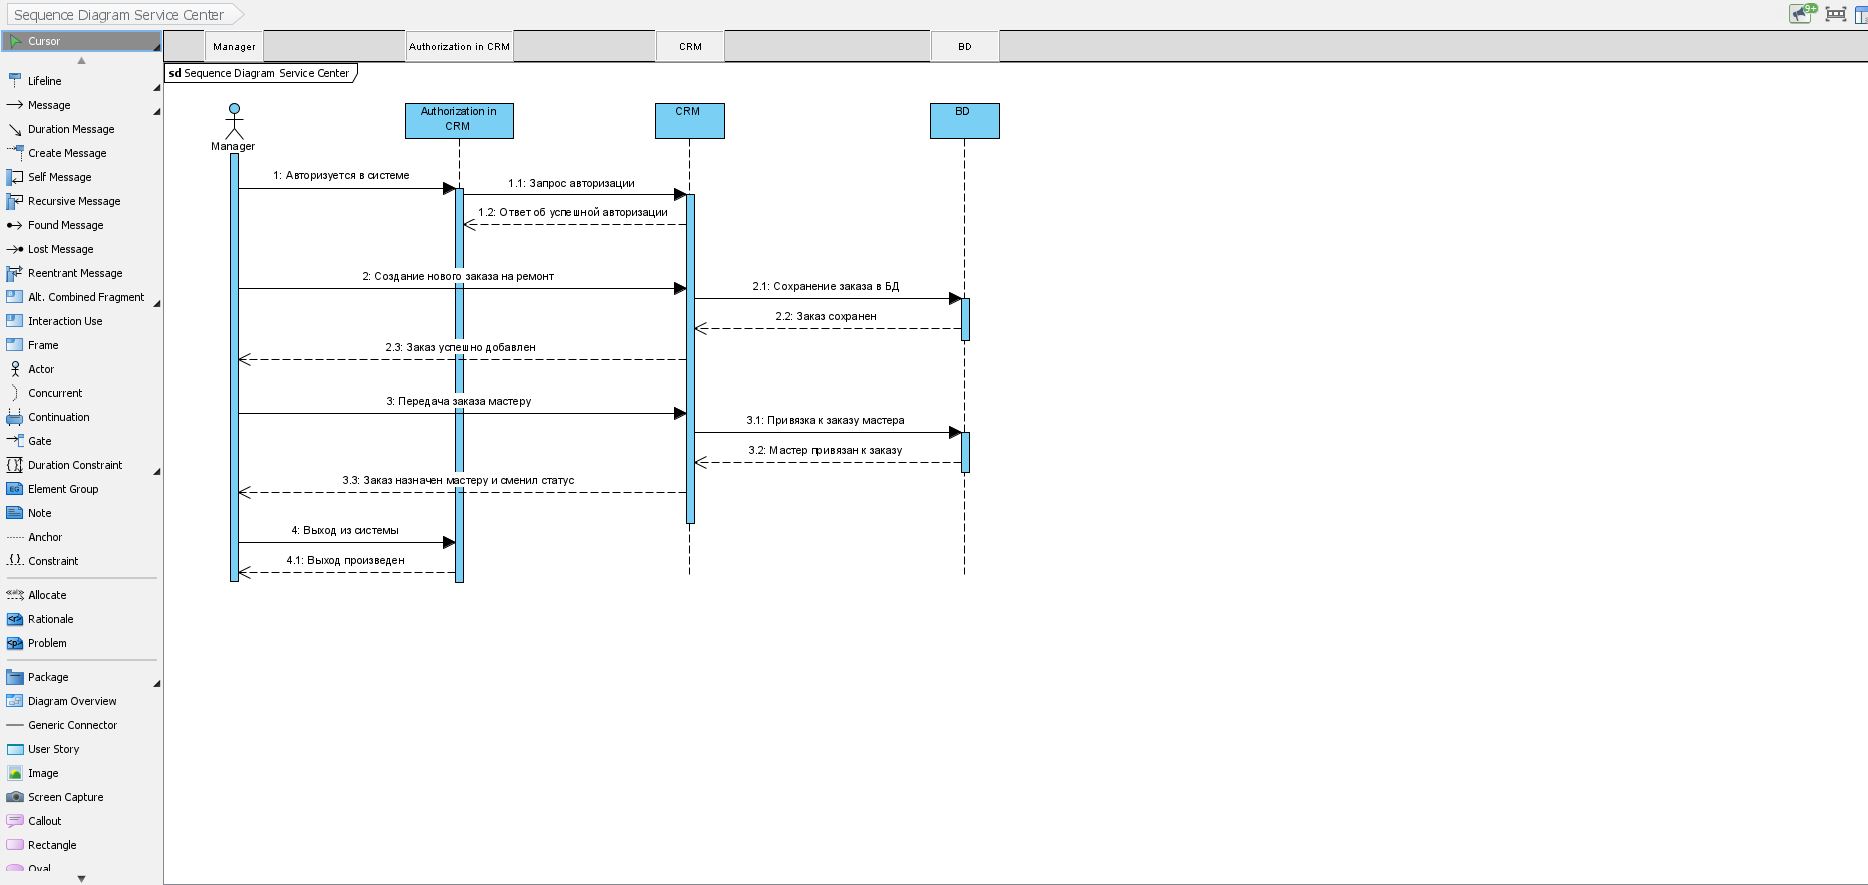 Sequence Diagram Service Center
9+
Cursor
Lifeline
Message
Duration Message
Create Message
Self Message
Recursive Message
Found Message
Lost Message
Reentrant Message
Alt. Combined Fragment
Interaction Use
Frame
Actor
Concurrent
Continuation
Gate
Duration Constraint
Element Group
Note
Anchor
Constraint
Allocate
Rationale
Problem
Package
Diagram Overview
Generic Connector
User Story
Image
Screen Capture
Callout
Rectangle
Oval
Manager
Authorization in CRM
CRM
BD
sd Sequence Diagram Service Center
Manager
Authorization in
CRM
CRM
BD
1: Авторизуется в системе
1.1: Запрос авторизации
1.2: Ответ об успешной авторизации
2: Создание нового заказа на ремонт
2.1: Сохранение заказа в БД
2.2: Заказ сохранен
2.3: Заказ успешно добавлен
3: Передача заказа мастеру
3.1: Привязка к заказу мастера
3.2: Мастер привязан к заказу
3.3: Заказ назначен мастеру и сменил статус
4: Выход из системы
4.1: Выход произведен